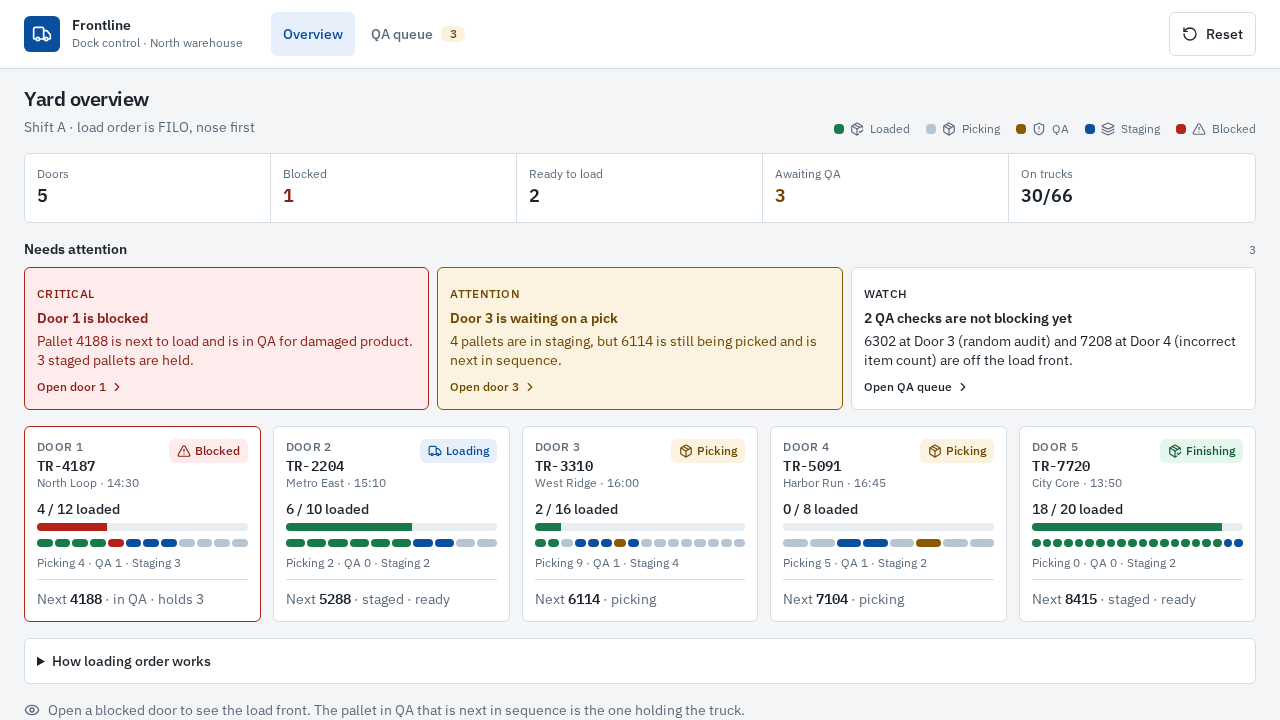 Frontline
Dock control · North warehouse
Overview
QA queue 3
Reset
Yard overview
Shift A · load order is FILO, nose first
Loaded Picking QA Staging Blocked
Doors
5
Blocked
1
Ready to load
2
Awaiting QA
3
On trucks
30/66
Needs attention
3
CRITICAL
Door 1 is blocked
Pallet 4188 is next to load and is in QA for damaged product.
3 staged pallets are held.
Open door 1
ATTENTION
Door 3 is waiting on a pick
4 pallets are in staging, but 6114 is still being picked and is
next in sequence.
Open door 3
WATCH
2 QA checks are not blocking yet
6302 at Door 3 (random audit) and 7208 at Door 4 (incorrect
item count) are off the load front.
Open QA queue
DOOR 1
Blocked
TR-4187
North Loop · 14:30
4 / 12 loaded
Picking 4 · QA 1 · Staging 3
Next 4188 · in QA · holds 3
DOOR 2
Loading
TR-2204
Metro East · 15:10
6 / 10 loaded
Picking 2 · QA 0 · Staging 2
Next 5288 · staged · ready
DOOR 3
Picking
TR-3310
West Ridge · 16:00
2 / 16 loaded
Picking 9 · QA 1 · Staging 4
Next 6114 · picking
DOOR 4
Picking
TR-5091
Harbor Run · 16:45
0 / 8 loaded
Picking 5 · QA 1 · Staging 2
Next 7104 · picking
DOOR 5
Finishing
TR-7720
City Core · 13:50
18 / 20 loaded
Picking 0 · QA 0 · Staging 2
Next 8415 · staged · ready
How loading order works
Open a blocked door to see the load front. The pallet in QA that is next in sequence is the one holding the truck.